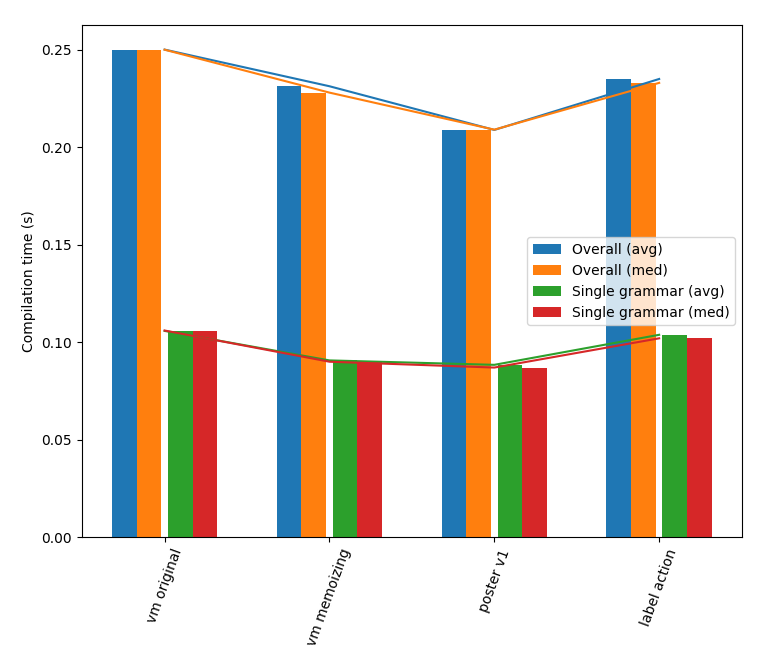 0.25
0.20
0.15
0.10
0.05
0.00
Compilation time (s)
Overall (avg)
Overall (med)
Single grammar (avg)
Single grammar (med)
vm original
vm memoizing
poster v1
label action